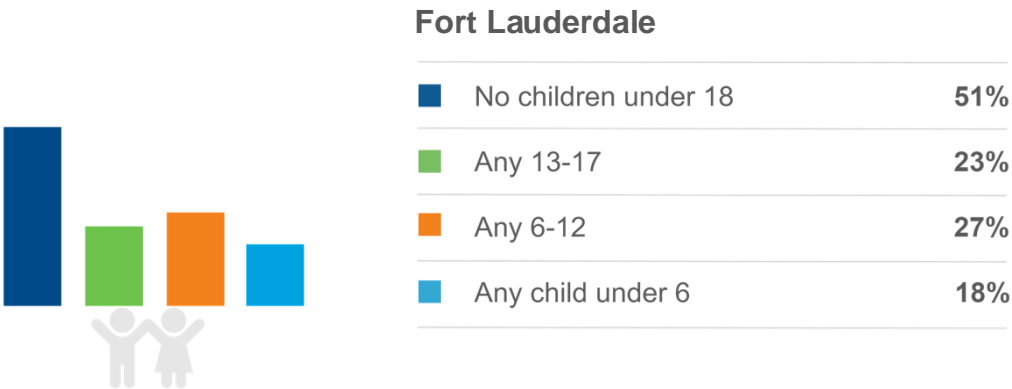 Fort Lauderdale
No children under 18 51%
Any 13-17 23%
Any 6-12 27%
Any child under 6 18%